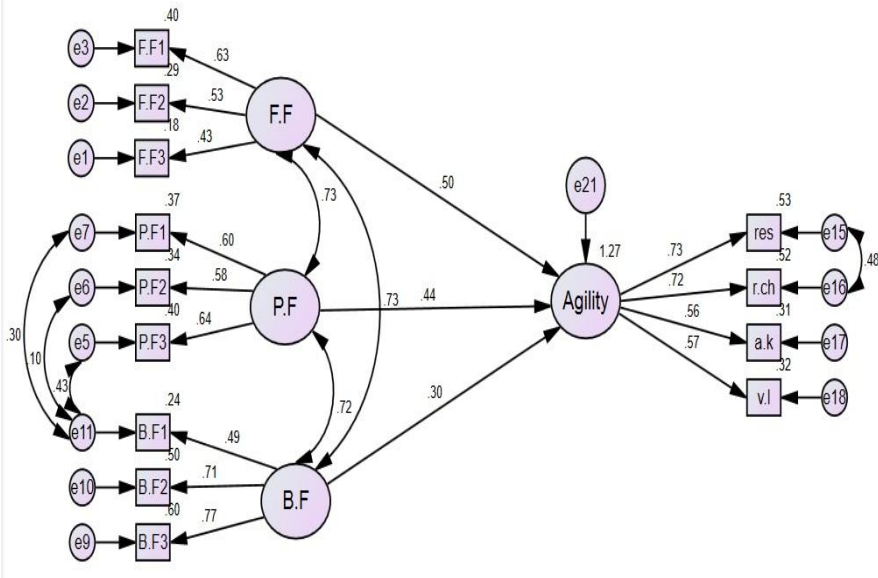 .40
e3
F.F1
.63
.29
e2
F.F2
.53
.18
e1
F.F3
.43
F.F
.73
.50
e21
.53
1.27
.37
e7
P.F1
.60
.34
e6
P.F2
.58
.40
e5
P.F3
.64
P.F
.73
.44
Agility
.73
res
e15
.52
.72
r.ch
e16
.48
.31
.56
a.k
e17
.32
.57
v.l
e18
.30
.10
.43
.24
e11
B.F1
.49
.72
.30
.50
e10
B.F2
.71
.60
e9
B.F3
.77
B.F